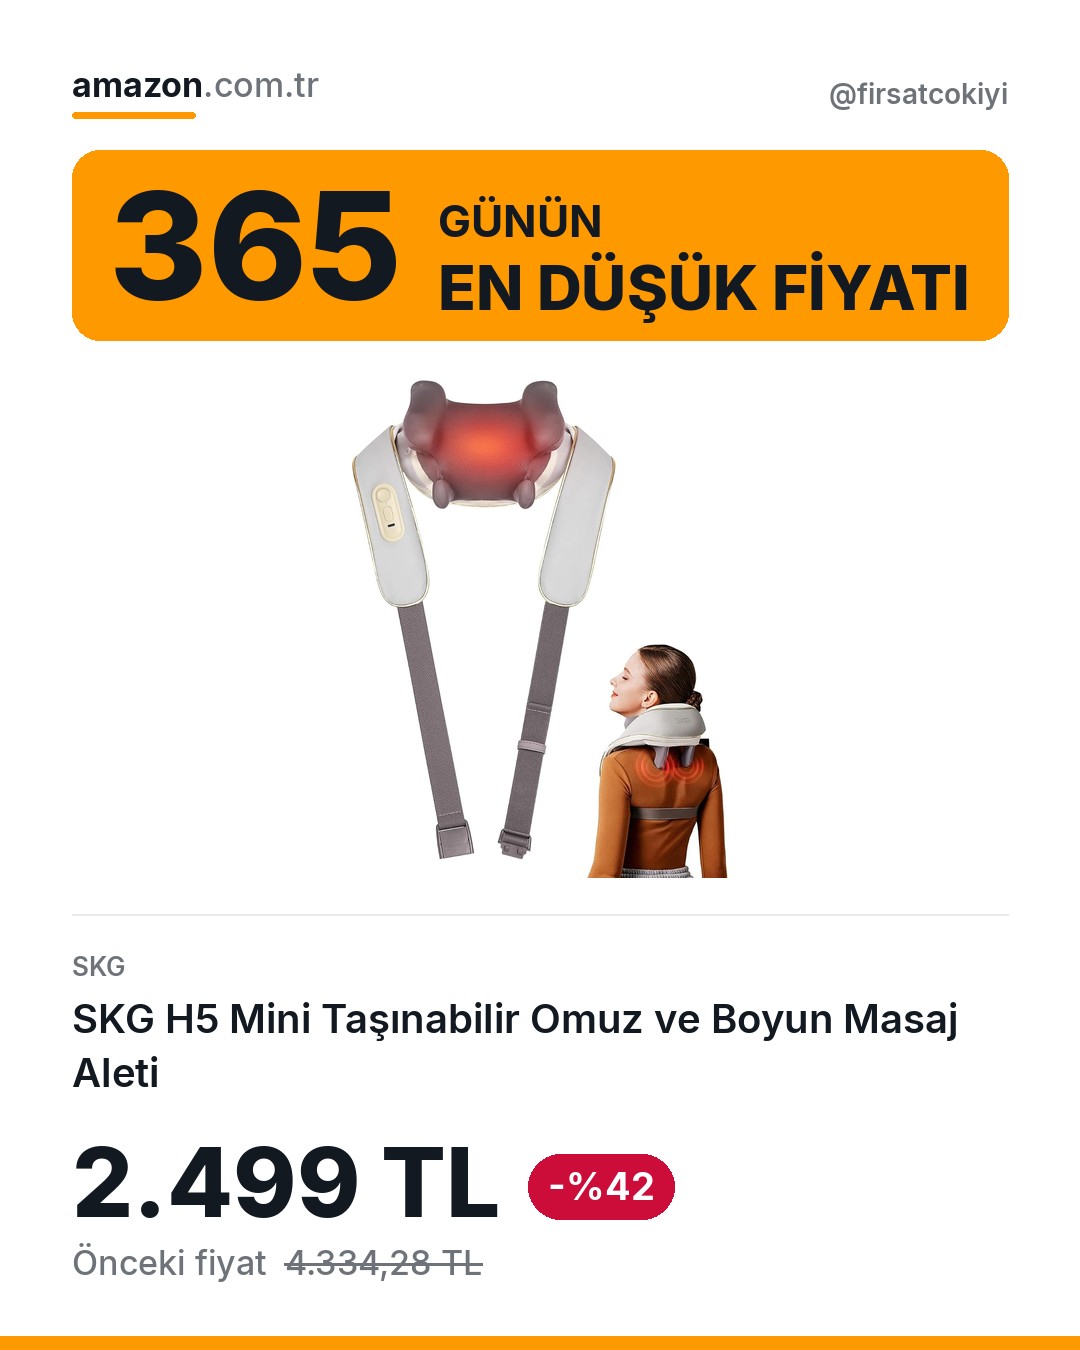 amazon.com.tr
@firsatcokiyi
365
GÜNÜN
EN DÜŞÜK FİYATI
SKG
SKG H5 Mini Taşınabilir Omuz ve Boyun Masaj
Aleti
2.499 TL
-%42
Önceki fiyat 4.334,28 TL